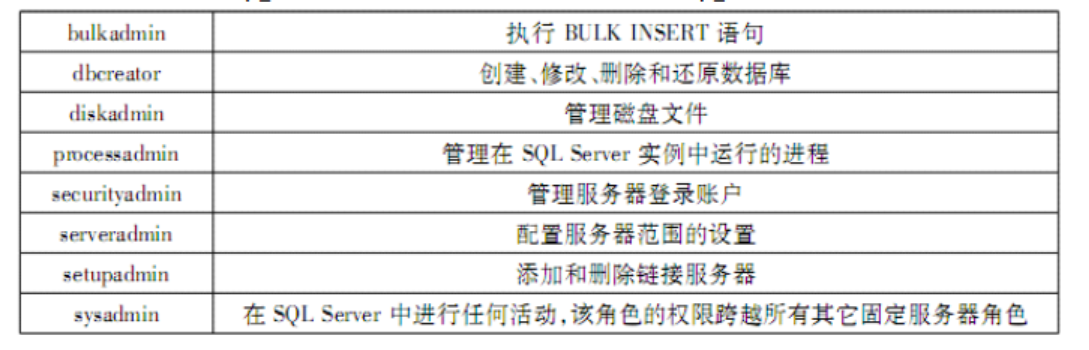 bulkadmin 执行 BULK INSERT 语句
dbcreator 创建、修改、删除和还原数据库
diskadmin 管理磁盘文件
processadmin 管理在 SQL Server 实例中运行的进程
securityadmin 管理服务器登录账户
serveradmin 配置服务器范围的设置
setupadmin 添加和删除链接服务器
sysadmin 在 SQL Server 中进行任何活动,该角色的权限跨越所有其它固定服务器角色